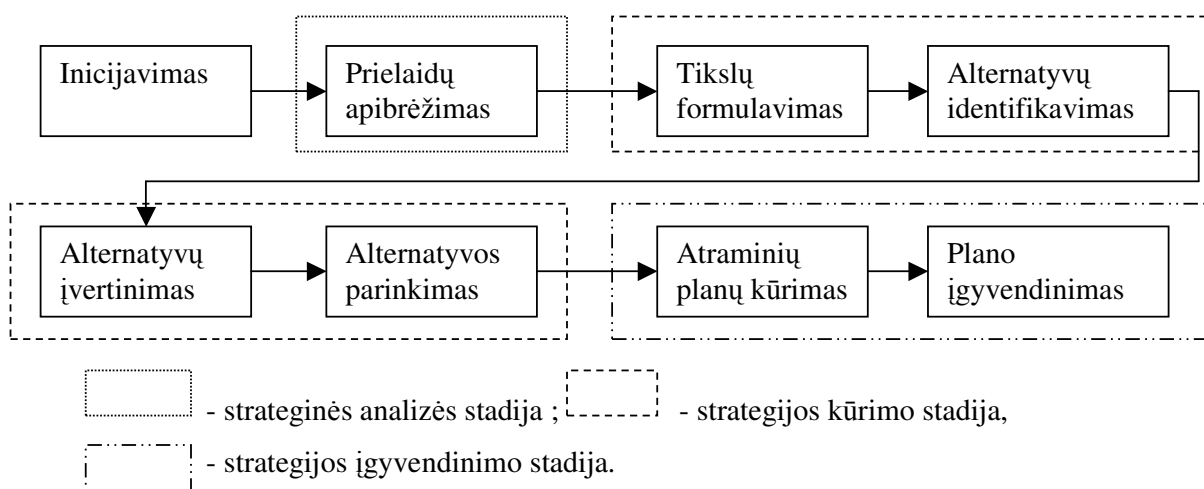 Inicijavimas
Prielaidų
apibrėžimas
Tikslų
formulavimas
Alternatyvų
identifikavimas
Alternatyvų
įvertinimas
Alternatyvos
parinkimas
Atraminių
planų kūrimas
Plano
įgyvendinimas
- strateginės analizės stadija ;
- strategijos kūrimo stadija,
- strategijos įgyvendinimo stadija.